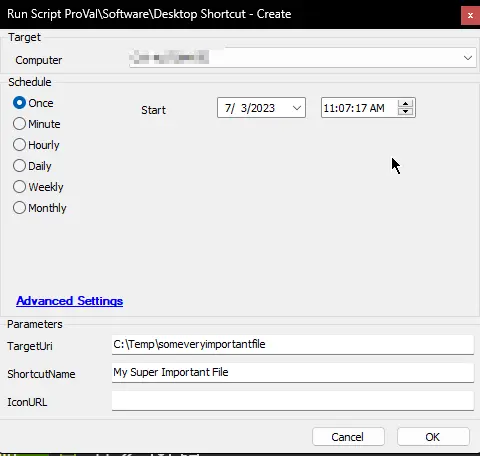 Run Script ProVal\Software\Desktop Shortcut - Create
x
Target
Computer
Schedule
Once
Start
7/ 3/2023
11:07:17 AM
Minute
Hourly
Daily
Weekly
Monthly
Advanced Settings
Parameters
TargetUri
C:\Temp\someveryimportantfile
ShortcutName
My Super Important File
IconURL
Cancel
OK